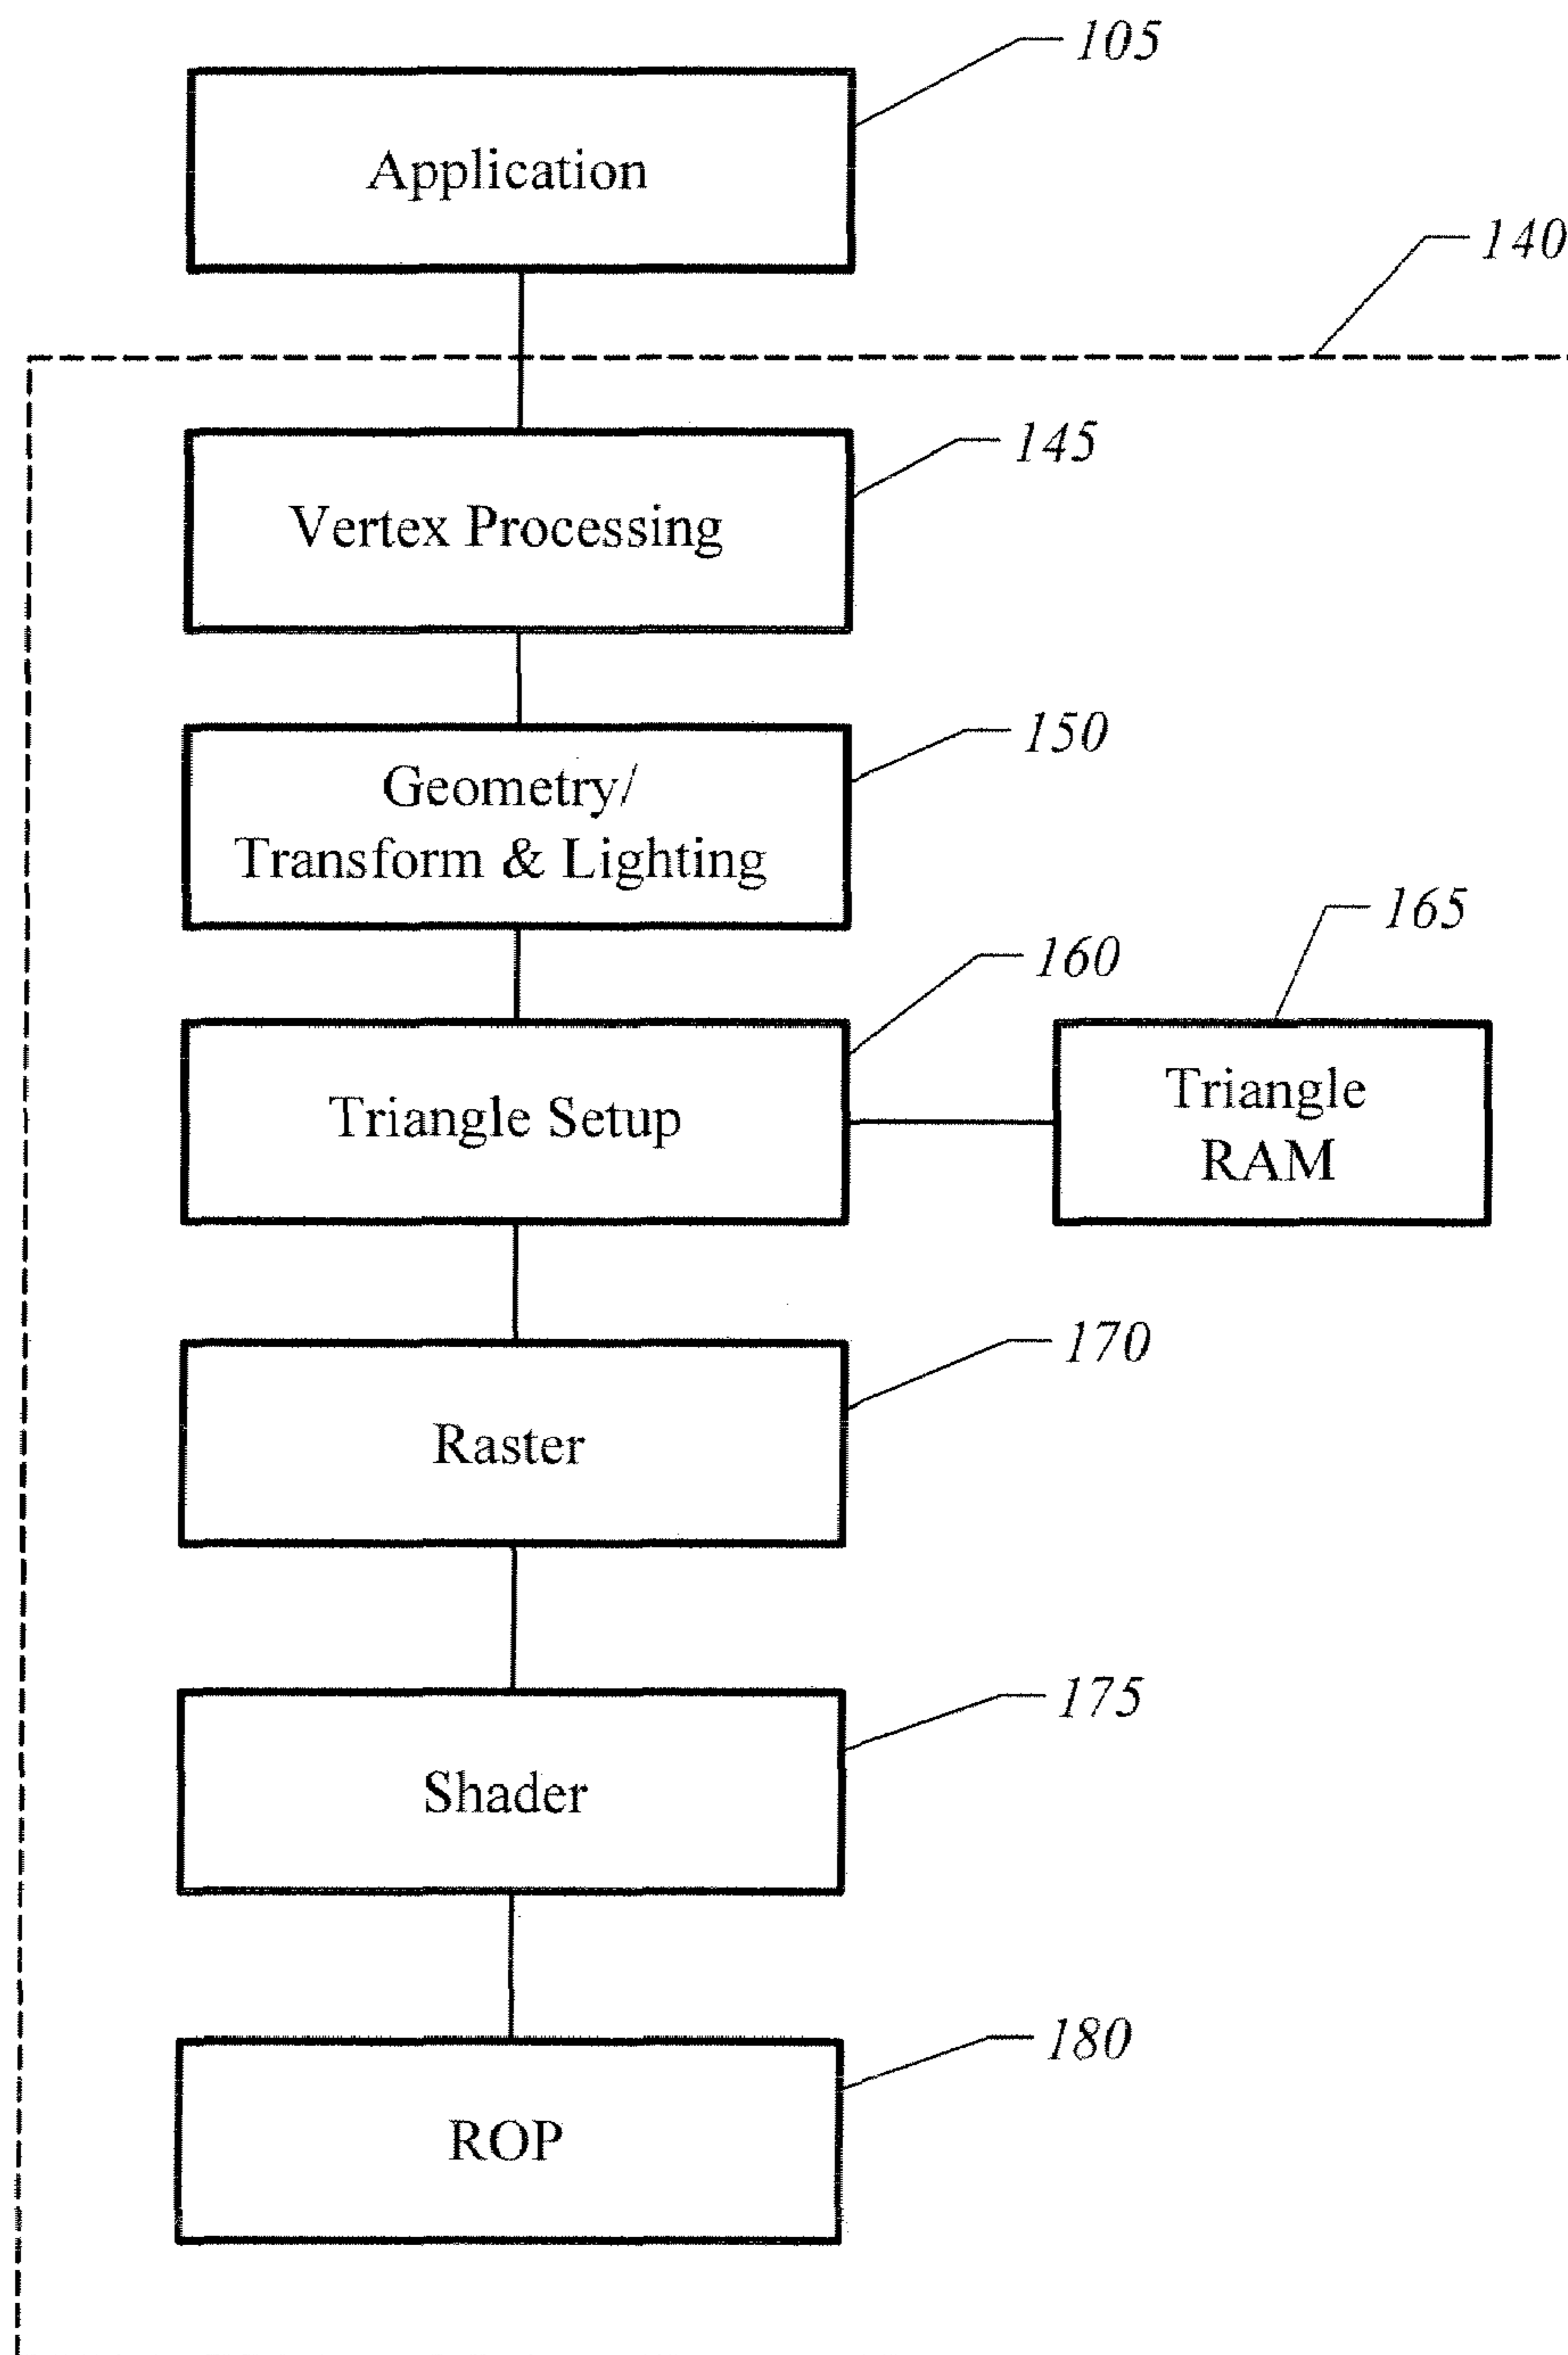 105
Application
140
145
Vertex Processing
150
Geometry/
Transform & Lighting
165
160
Triangle Setup
Triangle
RAM
170
Raster
175
Shader
180
ROP